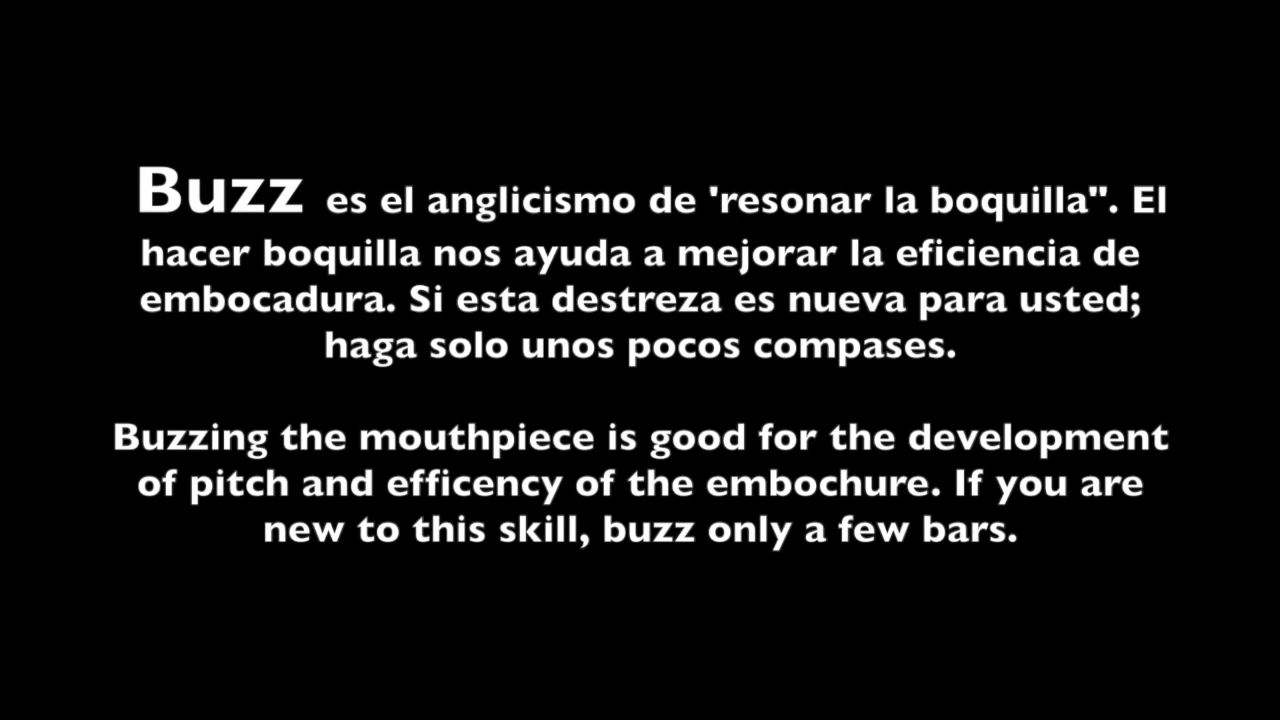 Buzz es el anglicismo de 'resonar la boquilla". El
hacer boquilla nos ayuda a mejorar la eficiencia de
embocadura. Si esta destreza es nueva para usted;
haga solo unos pocos compases.
Buzzing the mouthpiece is good for the development
of pitch and efficency of the embochure. If you are
new to this skill, buzz only a few bars.